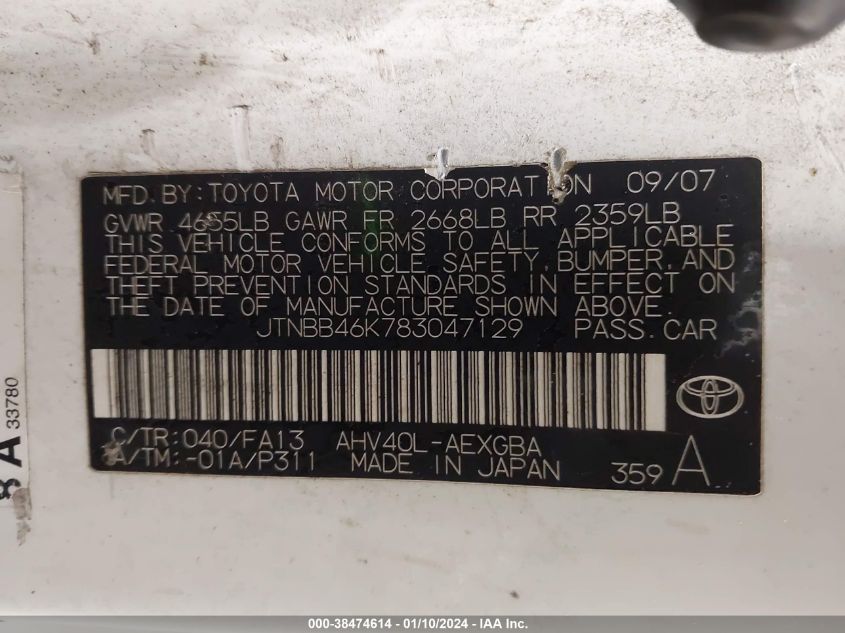 MFD.BY:TOYOTA MOTOR CORPORATION 09/07
GVWR 4655LB GAWR FR 2668LB RR 2359LB
THIS VEHICLE CONFORMS TO ALL APPLICABLE
FEDERAL MOTOR VEHICLE SAFETY, BUMPER, AND
THEFT PREVENTION STANDARDS IN EFFECT ON
THE DATE OF MANUFACTURE SHOWN ABOVE.
JTNBB46K783047129 PASS.CAR
C/TR:040/FA13 AHV40L-AEXGBA
A/TM:-01A/P311 MADE IN JAPAN 359 A
8 A 33780
000-38474614 - 01/10/2024 - IAA Inc.